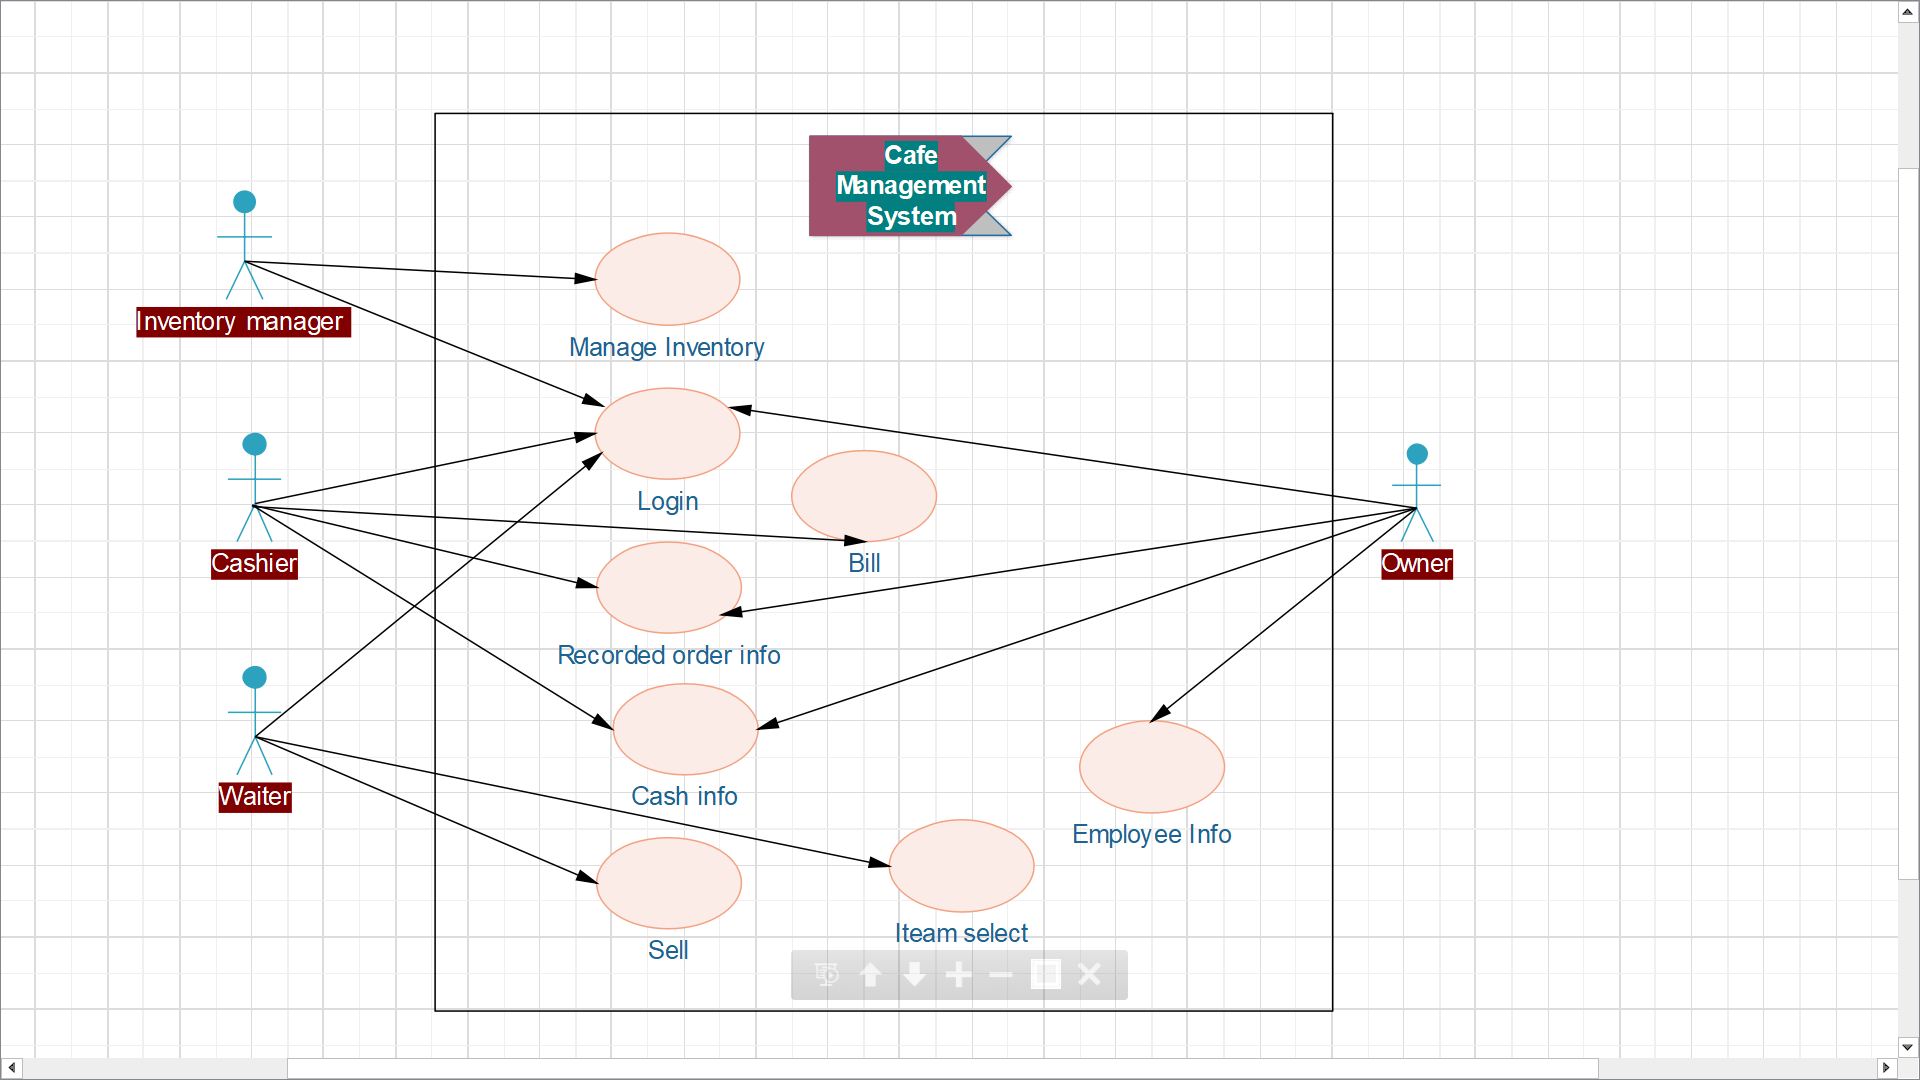 Cafe
Management
System
Inventory manager
Manage Inventory
Login
Bill
Cashier
Owner
Recorded order info
Cash info
Waiter
Employee Info
Iteam select
Sell